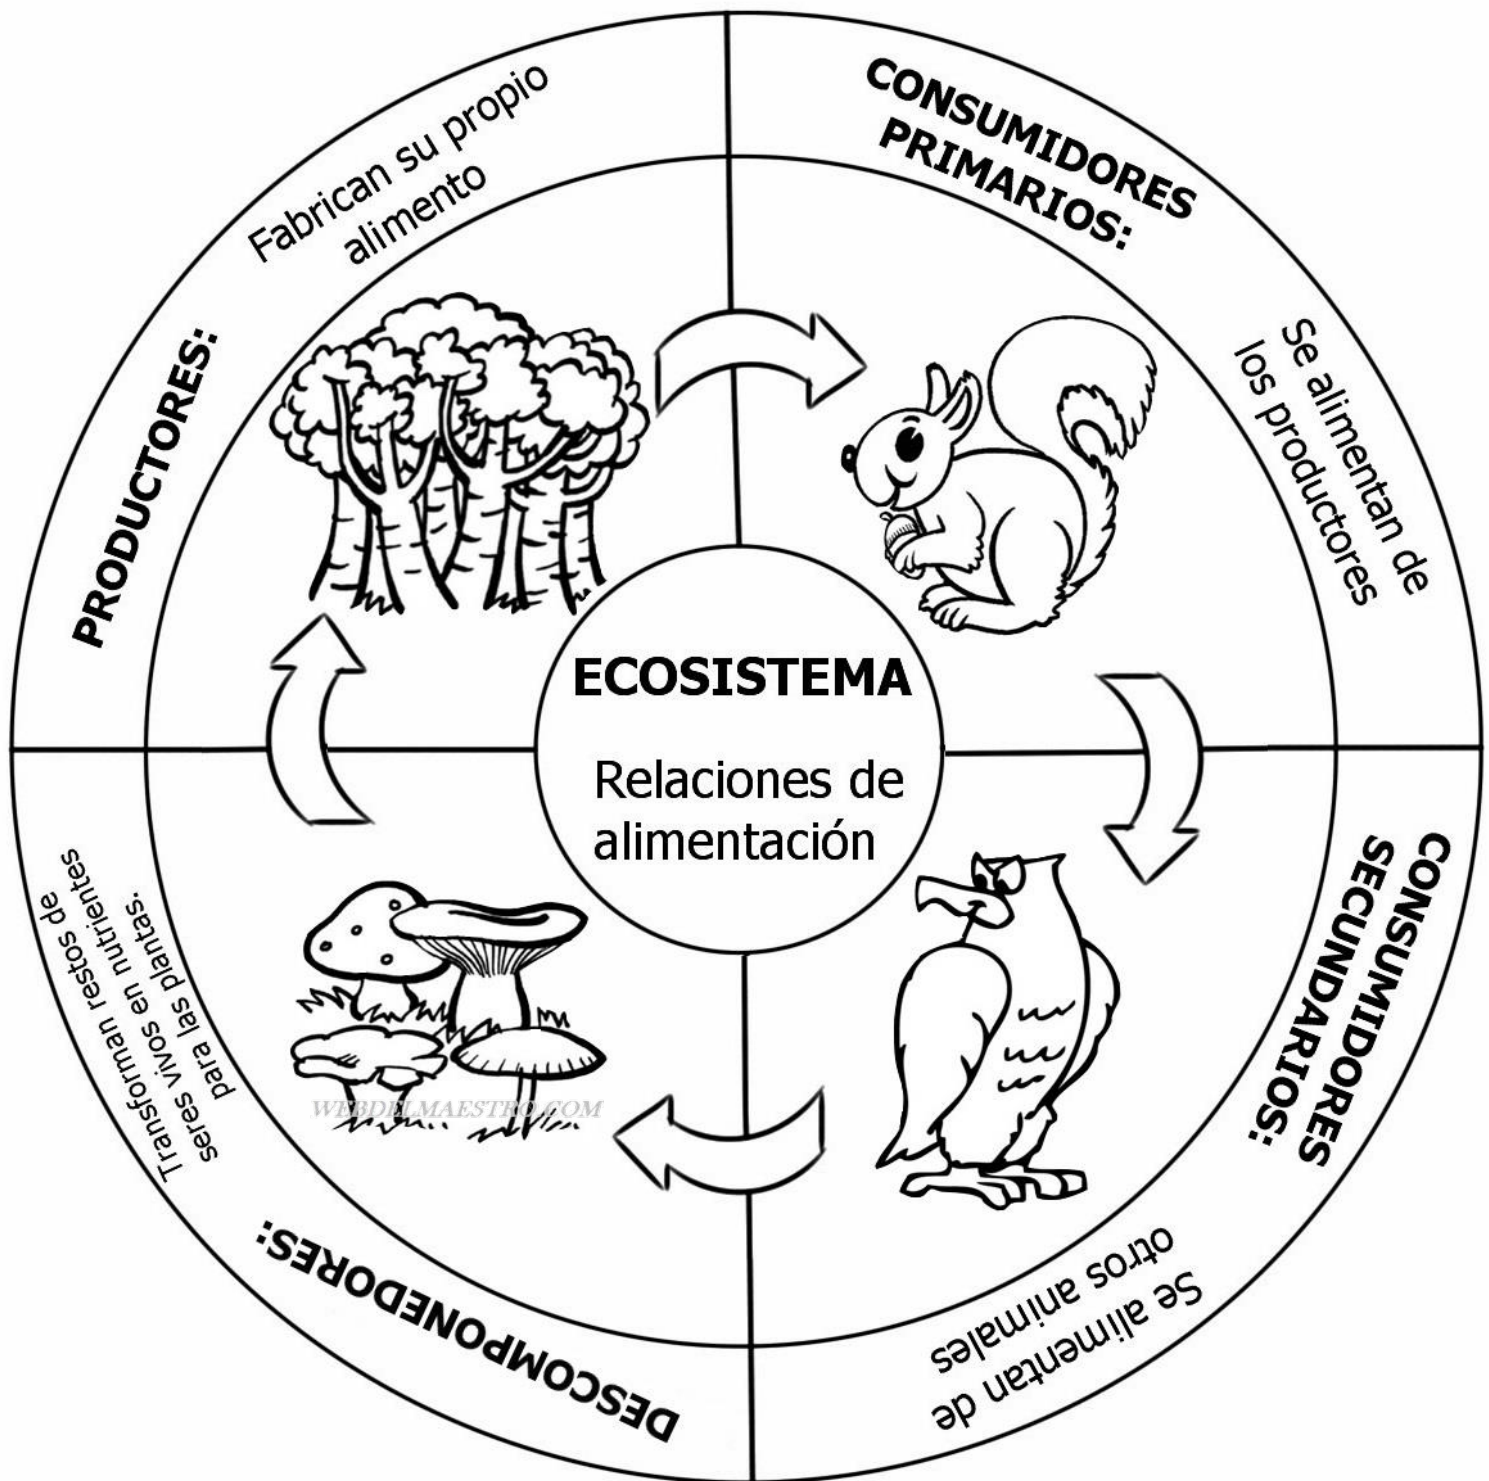 ECOSISTEMA
Relaciones de
alimentación
PRODUCTORES:
Fabrican su propio
alimento
CONSUMIDORES
PRIMARIOS:
Se alimentan de
los productores
CONSUMIDORES
SECUNDARIOS:
Se alimentan de
otros animales
DESCOMPONEDORES:
Transforman restos de
seres vivos en nutrientes
para las plantas.
WEBDELMAESTRO.COM